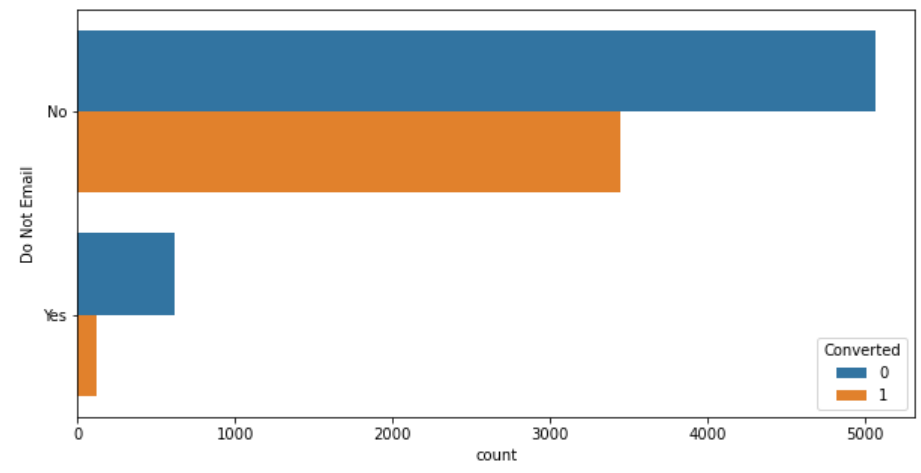 Do Not Email
No
Yes
0 1000 2000 3000 4000 5000
count
Converted
0
1